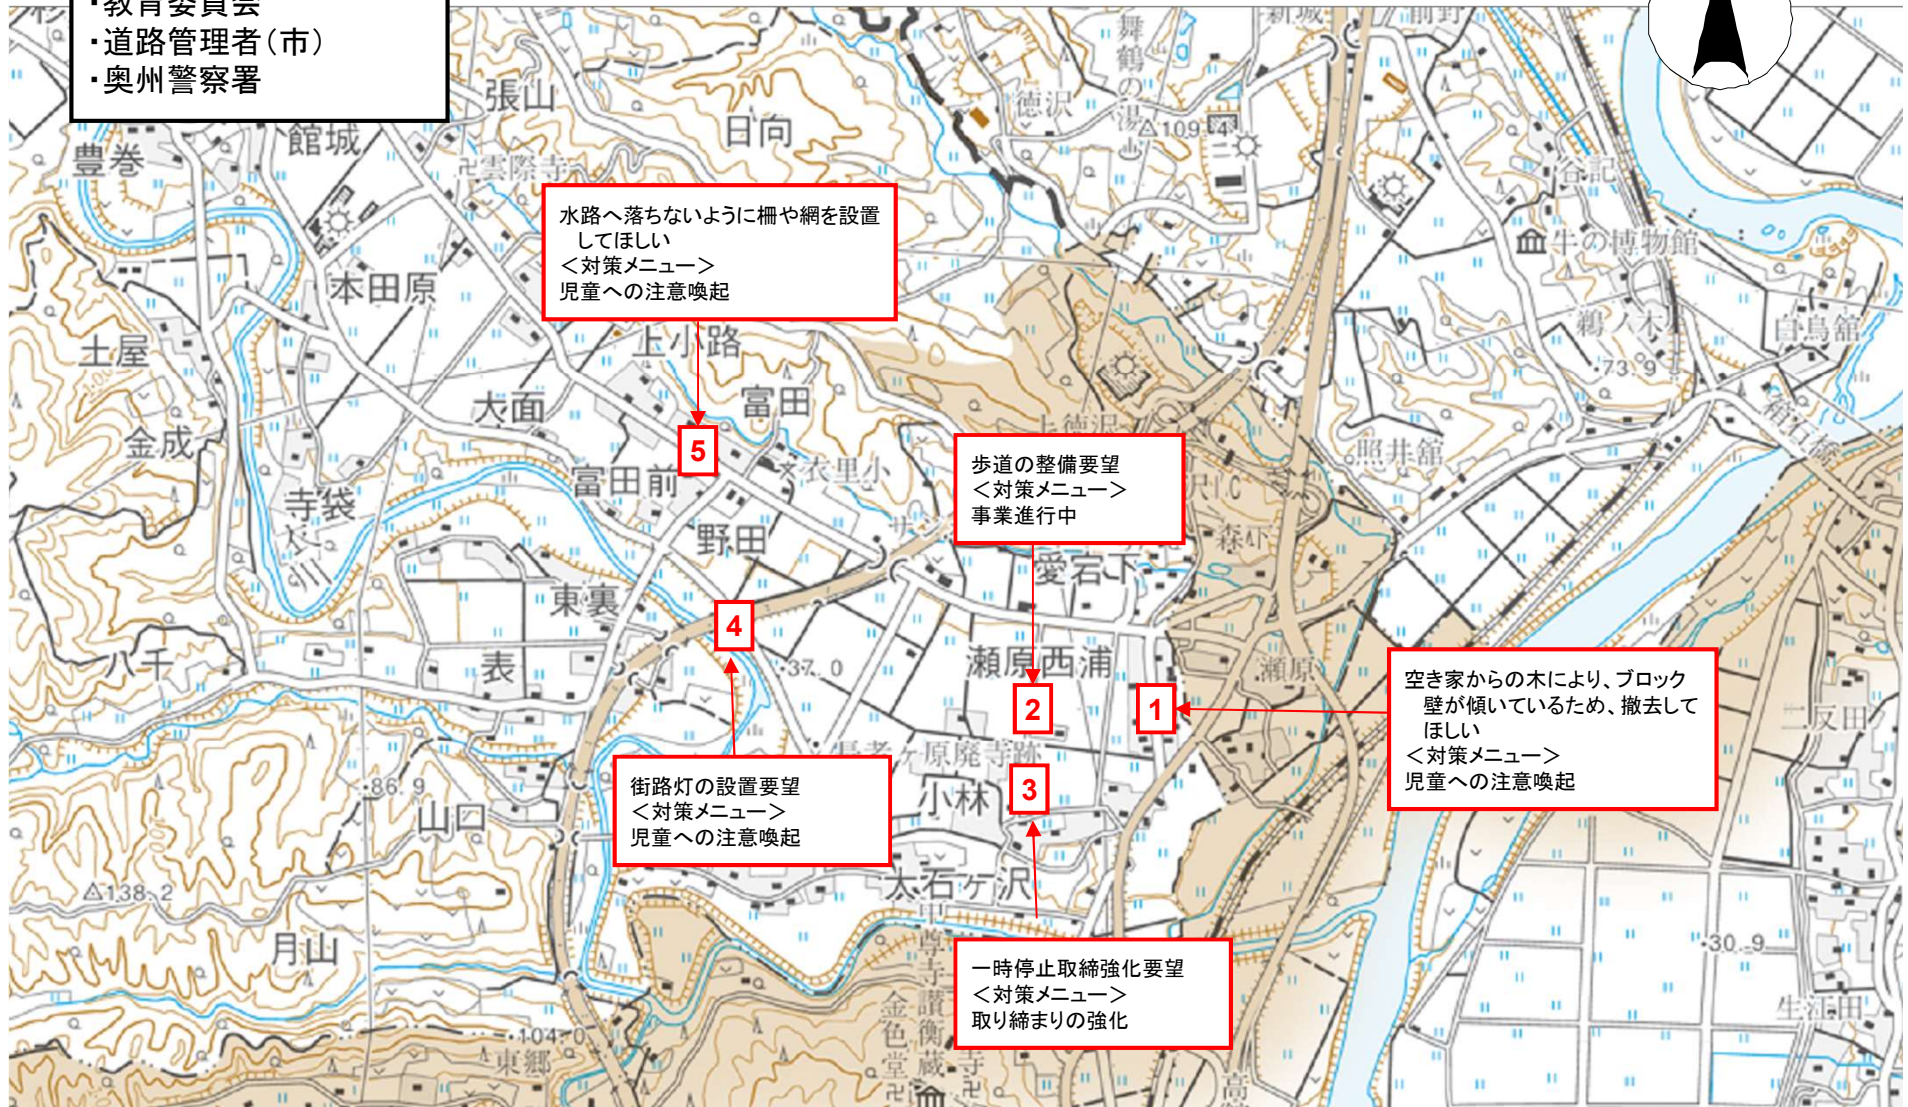 ・教育委員会
・道路管理者(市)
・奥州警察署
新城
前野
張山
舞鶴の湯
徳沢
日向
109.4
館城
豊巻
雲際寺
谷記
水路へ落ちないように柵や網を設置
してほしい
<対策メニュー>
児童への注意喚起
牛の博物館
本田原
鵜ノ木
白鳥舘
上小路
土屋
73.9
富田
大面
箱石橋
上徳沢
金成
5
衣里小
歩道の整備要望
<対策メニュー>
事業進行中
照井舘
富田前
寺袋
野田
森下
愛宕下
東裏
4
37.0
瀬原西浦
瀬原
八千
表
空き家からの木により、ブロック
壁が傾いているため、撤去して
ほしい
<対策メニュー>
児童への注意喚起
2
1
二反田
長者ヶ原廃寺跡
街路灯の設置要望
<対策メニュー>
児童への注意喚起
86.9
3
小林
山口
138.2
大石ケ沢
月山
中尊寺讃衡蔵
30.9
一時停止取締強化要望
<対策メニュー>
取り締まりの強化
金色堂
寺
生江田
104.0
東郷
高